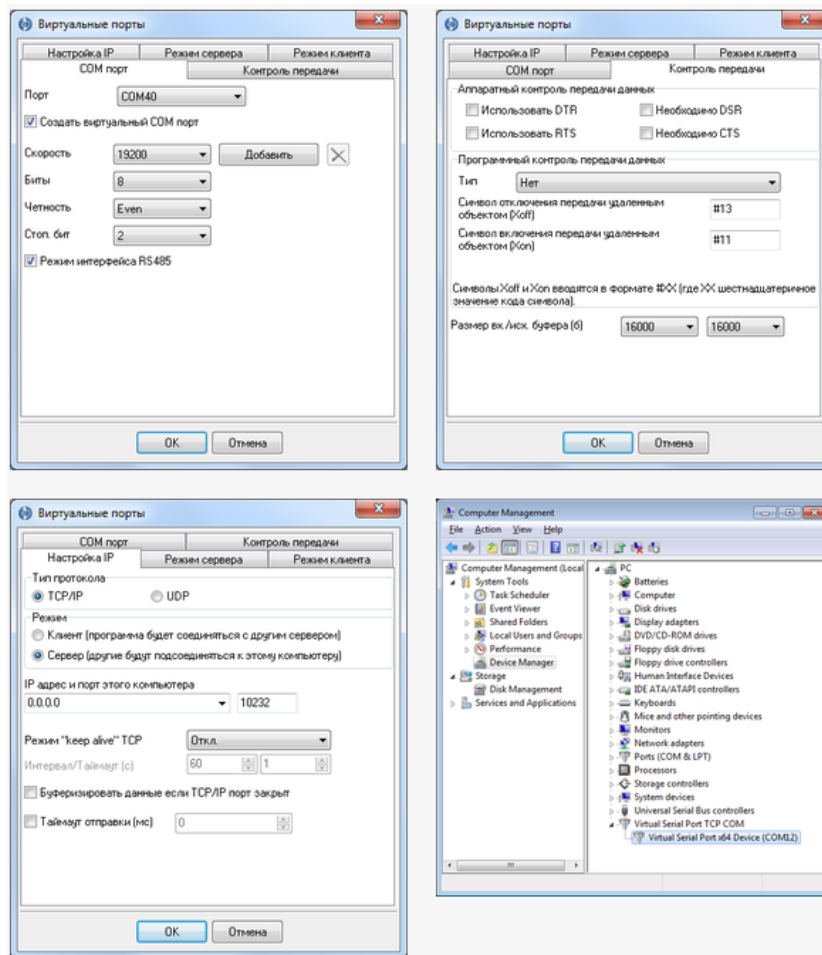 Виртуальные порты
Настройка IP
Режим сервера
Режим клиента
COM порт
Контроль передачи
Порт
COM40
Создать виртуальный COM порт
Скорость
19200
Добавить
Биты
8
Четность
Even
Стоп. бит
2
Режим интерфейса RS485
OK
Отмена
Виртуальные порты
Настройка IP
Режим сервера
Режим клиента
COM порт
Контроль передачи
Аппаратный контроль передачи данных
Использовать DTR
Необходимо DSR
Использовать RTS
Необходимо CTS
Программный контроль передачи данных
Тип
Нет
Символ отключения передачи удаленным
объектом (Xoff)
#13
Символ включения передачи удаленным
объектом (Xon)
#11
Символы Xoff и Xon вводятся в формате #XX (где XX шестнадцатеричное
значение кода символа).
Размер вх./исх. буфера (б)
16000
16000
OK
Отмена
Виртуальные порты
COM порт
Контроль передачи
Настройка IP
Режим сервера
Режим клиента
Тип протокола
TCP/IP
UDP
Режим
Клиент (программа будет соединяться с другим сервером)
Сервер (другие будут подсоединяться к этому компьютеру)
IP адрес и порт этого компьютера
0.0.0.0
10232
Режим "keep alive" TCP
Откл.
Интервал/Таймаут (с)
60
1
Буферизировать данные если TCP/IP порт закрыт
Таймаут отправки (мс)
0
OK
Отмена
Computer Management
File Action View Help
Computer Management (Local
System Tools
Task Scheduler
Event Viewer
Shared Folders
Local Users and Groups
Performance
Device Manager
Storage
Disk Management
Services and Applications
PC
Batteries
Computer
Disk drives
Display adapters
DVD/CD-ROM drives
Floppy disk drives
Floppy drive controllers
Human Interface Devices
IDE ATA/ATAPI controllers
Keyboards
Mice and other pointing devices
Monitors
Network adapters
Ports (COM & LPT)
Processors
Storage controllers
System devices
Universal Serial Bus controllers
Virtual Serial Port TCP COM
Virtual Serial Port x64 Device (COM12)